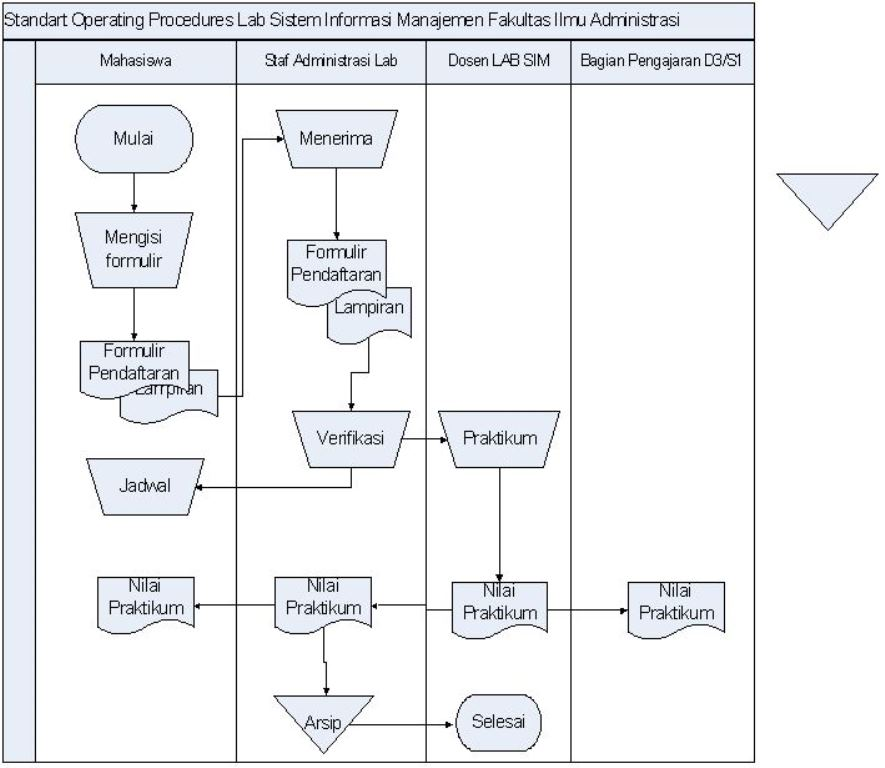 Standart Operating Procedures Lab Sistem Informasi Manajemen Fakultas Ilmu Administrasi
Mahasiswa
Staf Administrasi Lab
Dosen LAB SIM
Bagian Pengajaran D3/S1
Mulai
Menerima
Mengisi
formulir
Formulir
Pendaftaran
Lampiran
Formulir
Pendaftaran
Lampiran
Verifikasi
Praktikum
Jadwal
Nilai
Praktikum
Nilai
Praktikum
Nilai
Praktikum
Nilai
Praktikum
Arsip
Selesai